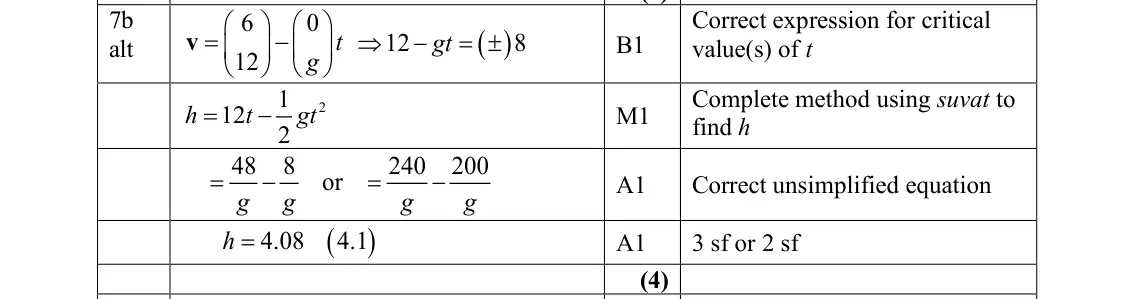 7b
alt
v = (6 12) − (0 g) t ⇒ 12 − gt = (±) 8
B1
Correct expression for critical
value(s) of t
h = 12t − 1/2 gt²
M1
Complete method using suvat to
find h
= 48/g − 8/g or = 240/g − 200/g
A1
Correct unsimplified equation
h = 4.08 (4.1)
A1
3 sf or 2 sf
(4)